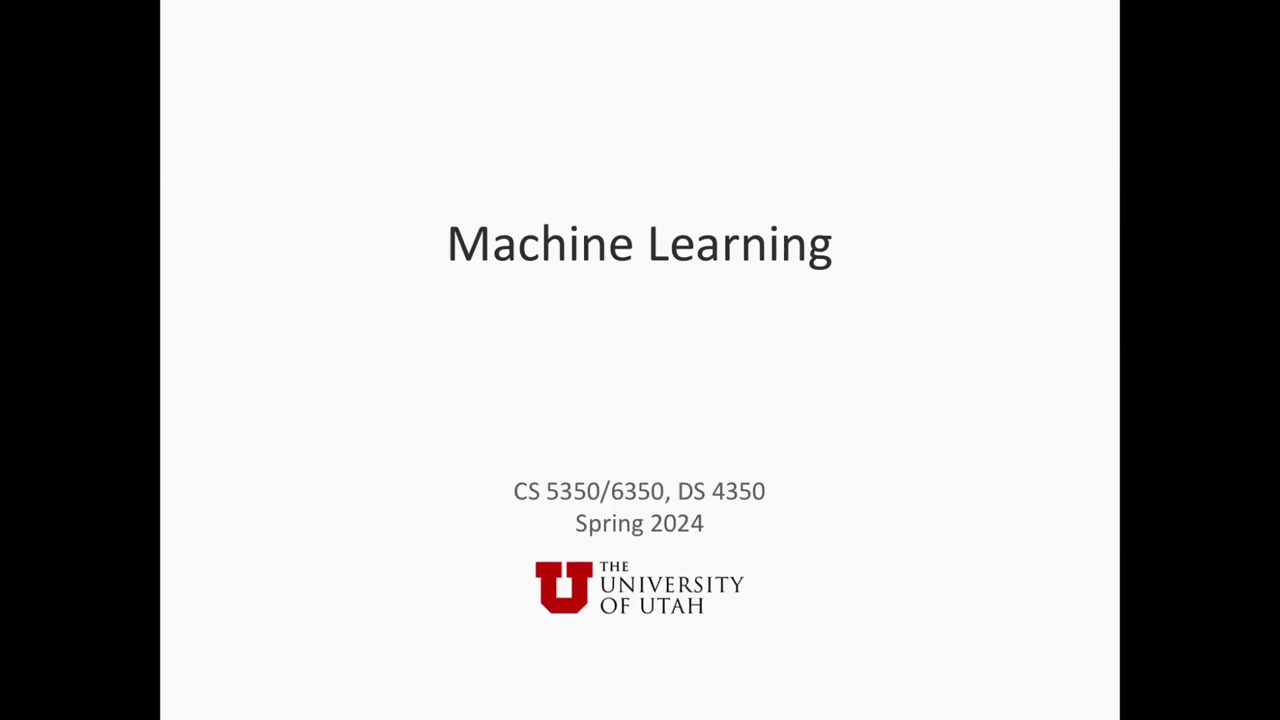 Machine Learning
CS 5350/6350, DS 4350
Spring 2024
THE
UNIVERSITY
OF UTAH